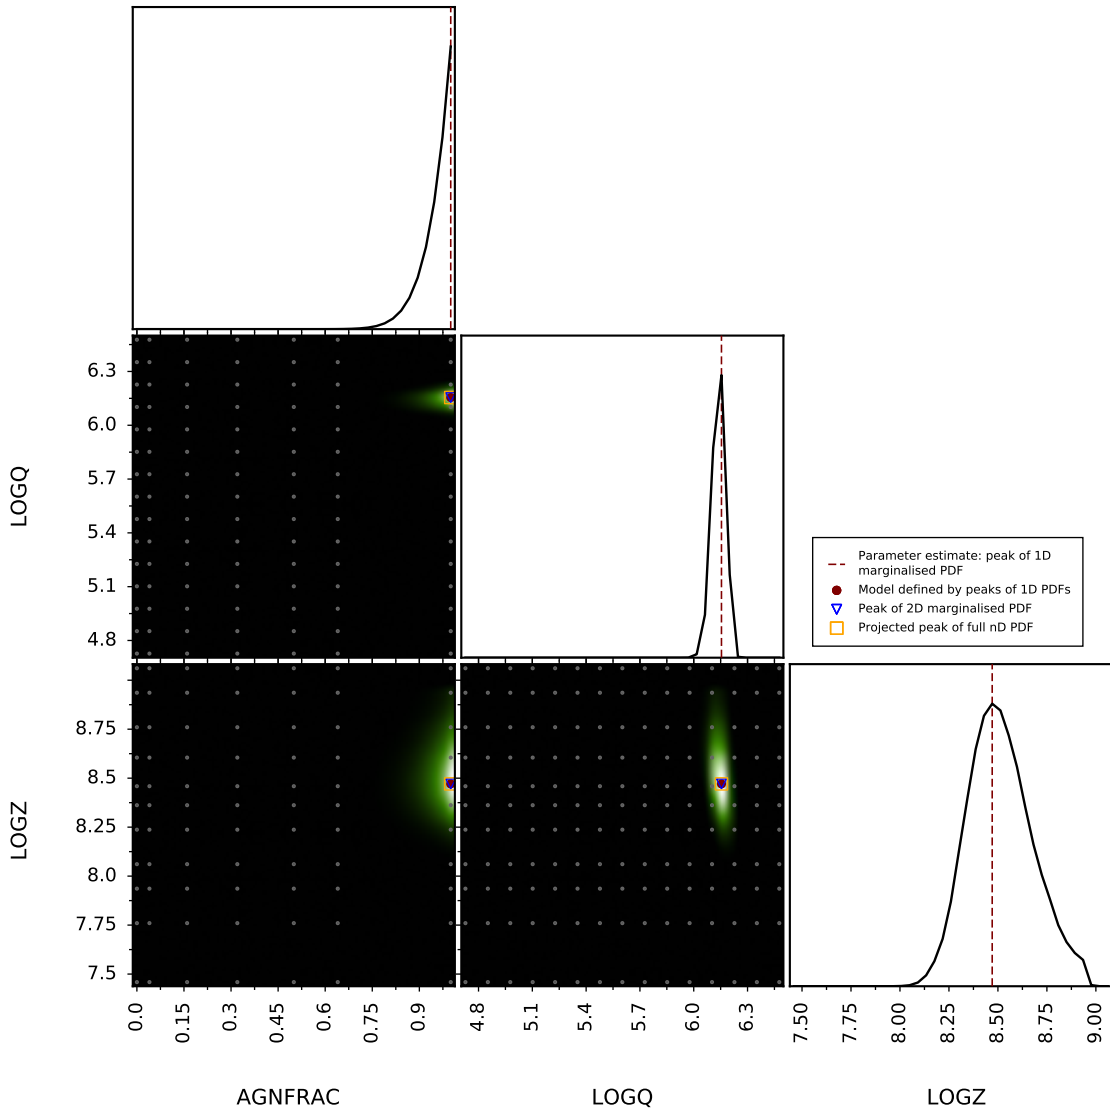 6.3
6.0
5.7
5.4
5.1
4.8
LOGQ
Parameter estimate: peak of 1D
marginalised PDF
Model defined by peaks of 1D PDFs
Peak of 2D marginalised PDF
Projected peak of full nD PDF
8.75
8.5
8.25
8.0
7.75
7.5
LOGZ
0.0 0.15 0.3 0.45 0.6 0.75 0.9
4.8 5.1 5.4 5.7 6.0 6.3
7.50 7.75 8.00 8.25 8.50 8.75 9.00
AGNFRAC LOGQ LOGZ